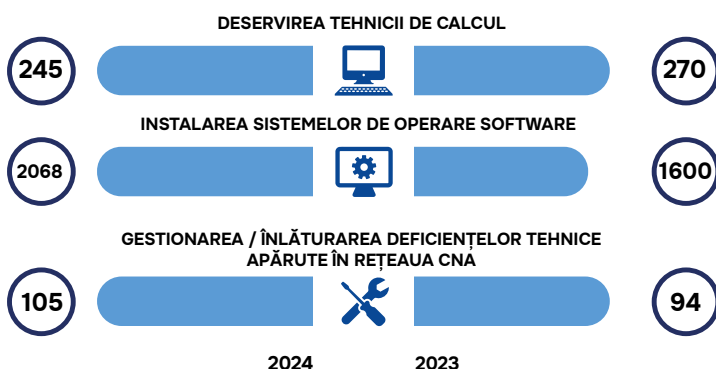 DESERVIREA TEHNICII DE CALCUL
245
270
INSTALAREA SISTEMELOR DE OPERARE SOFTWARE
2068
1600
GESTIONAREA / ÎNLĂTURAREA DEFICIENȚELOR TEHNICE
APĂRUTE ÎN REȚEAUA CNA
105
94
2024 2023